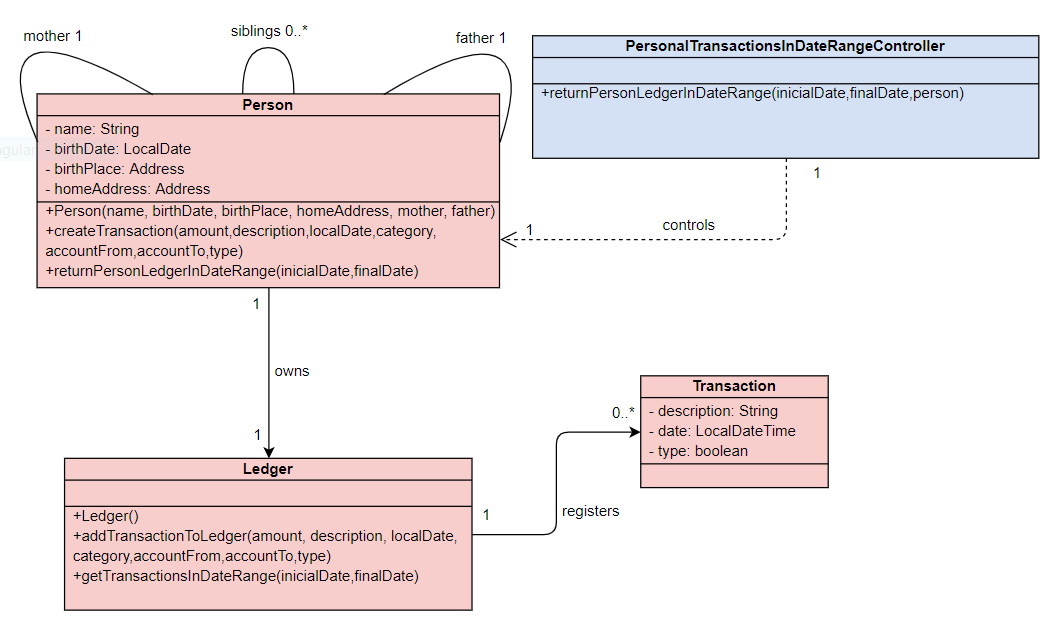 mother 1
siblings 0..*
father 1
PersonalTransactionsInDateRangeController
+returnPersonLedgerInDateRange(inicialDate,finalDate,person)
Person
- name: String
- birthDate: LocalDate
- birthPlace: Address
- homeAddress: Address
+Person(name, birthDate, birthPlace, homeAddress, mother, father)
+createTransaction(amount,description,localDate,category,
accountFrom,accountTo,type)
+returnPersonLedgerInDateRange(inicialDate,finalDate)
1
controls
1
1
owns
1
Ledger
+Ledger()
+addTransactionToLedger(amount, description, localDate,
category,accountFrom,accountTo,type)
+getTransactionsInDateRange(inicialDate,finalDate)
1
registers
0..*
Transaction
- description: String
- date: LocalDateTime
- type: boolean